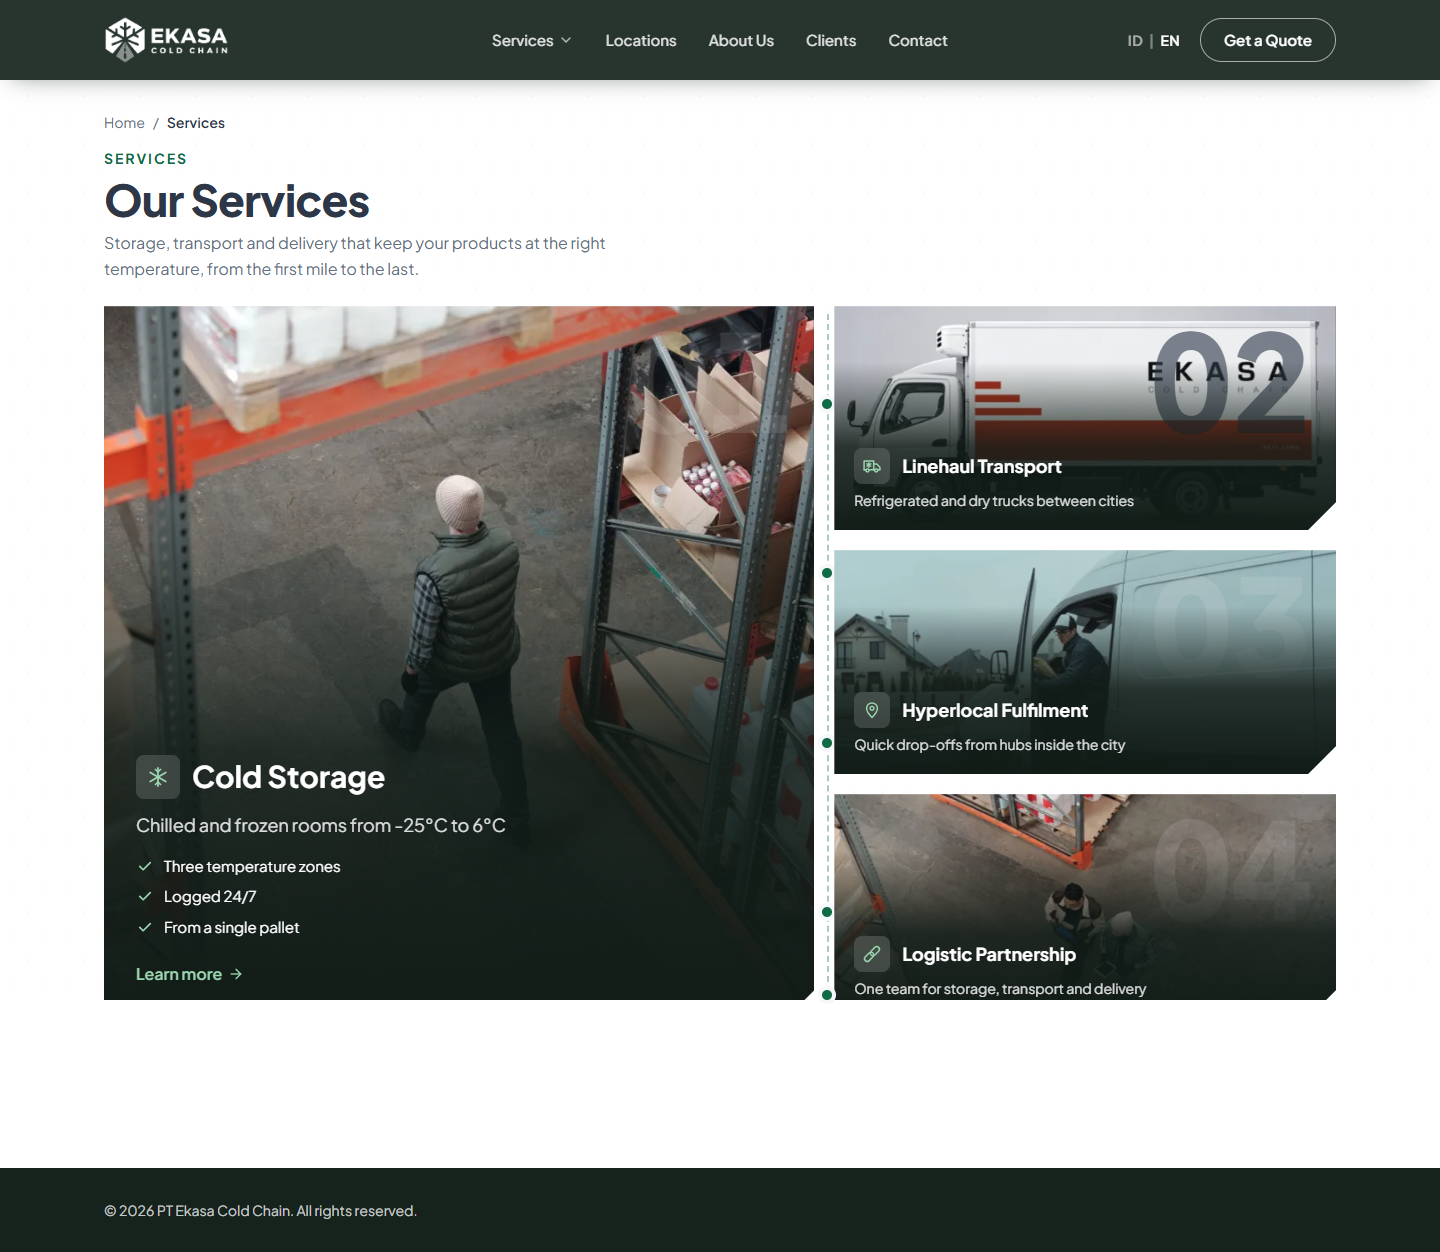 EKASA
COLD CHAIN
Services
Locations
About Us
Clients
Contact
ID | EN
Get a Quote
Home / Services
SERVICES
Our Services
Storage, transport and delivery that keep your products at the right
temperature, from the first mile to the last.
Cold Storage
Chilled and frozen rooms from -25°C to 6°C
Three temperature zones
Logged 24/7
From a single pallet
Learn more
02
EKASA
COLD CHAIN
Linehaul Transport
Refrigerated and dry trucks between cities
03
Hyperlocal Fulfilment
Quick drop-offs from hubs inside the city
04
Logistic Partnership
One team for storage, transport and delivery
© 2026 PT Ekasa Cold Chain. All rights reserved.